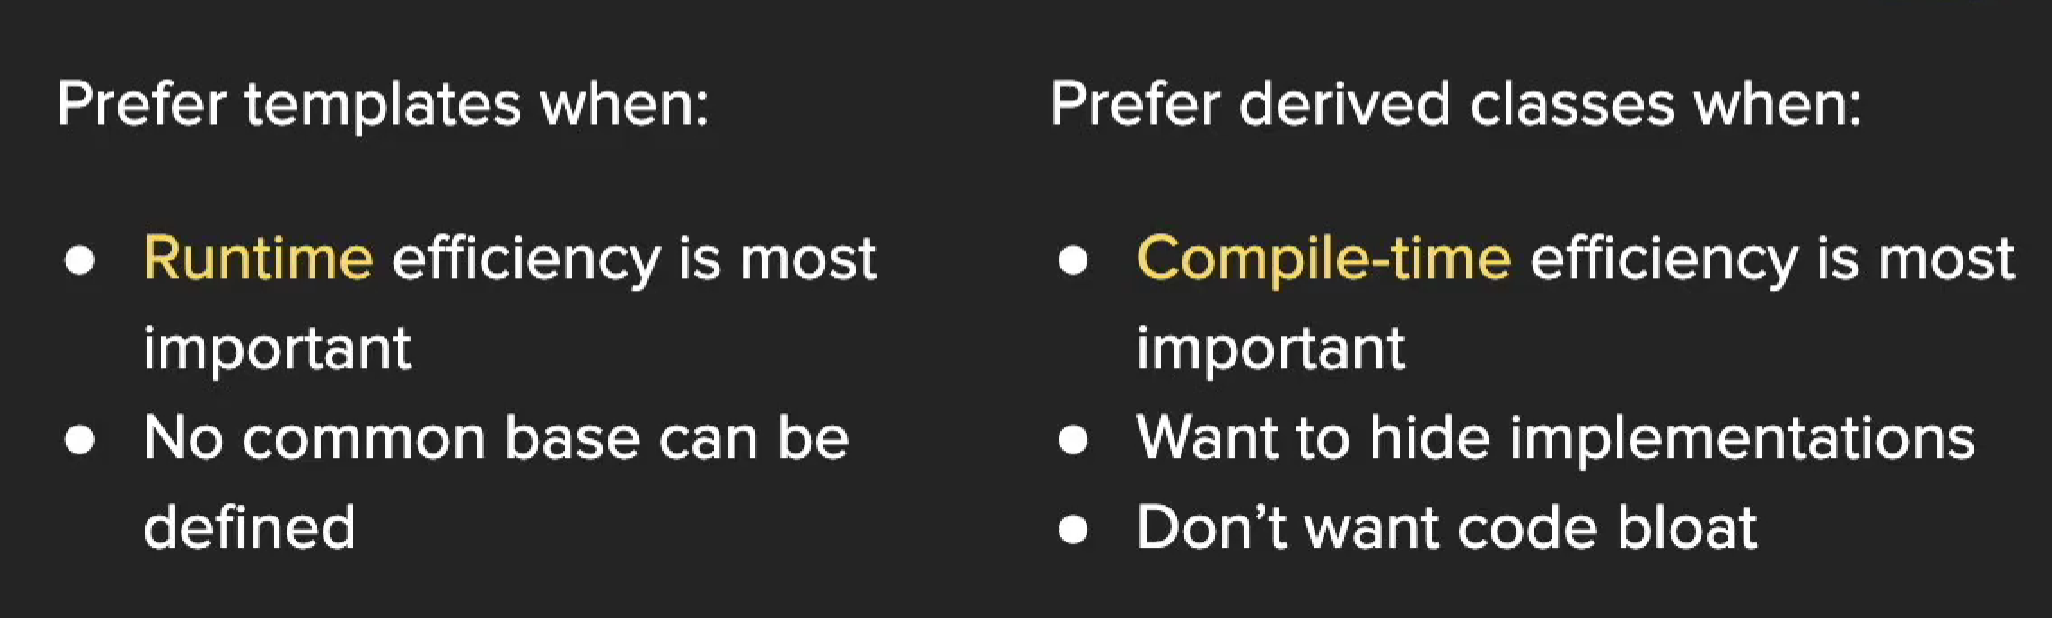 Prefer templates when:
● Runtime efficiency is most
important
● No common base can be
defined
Prefer derived classes when:
● Compile-time efficiency is most
important
● Want to hide implementations
● Don’t want code bloat